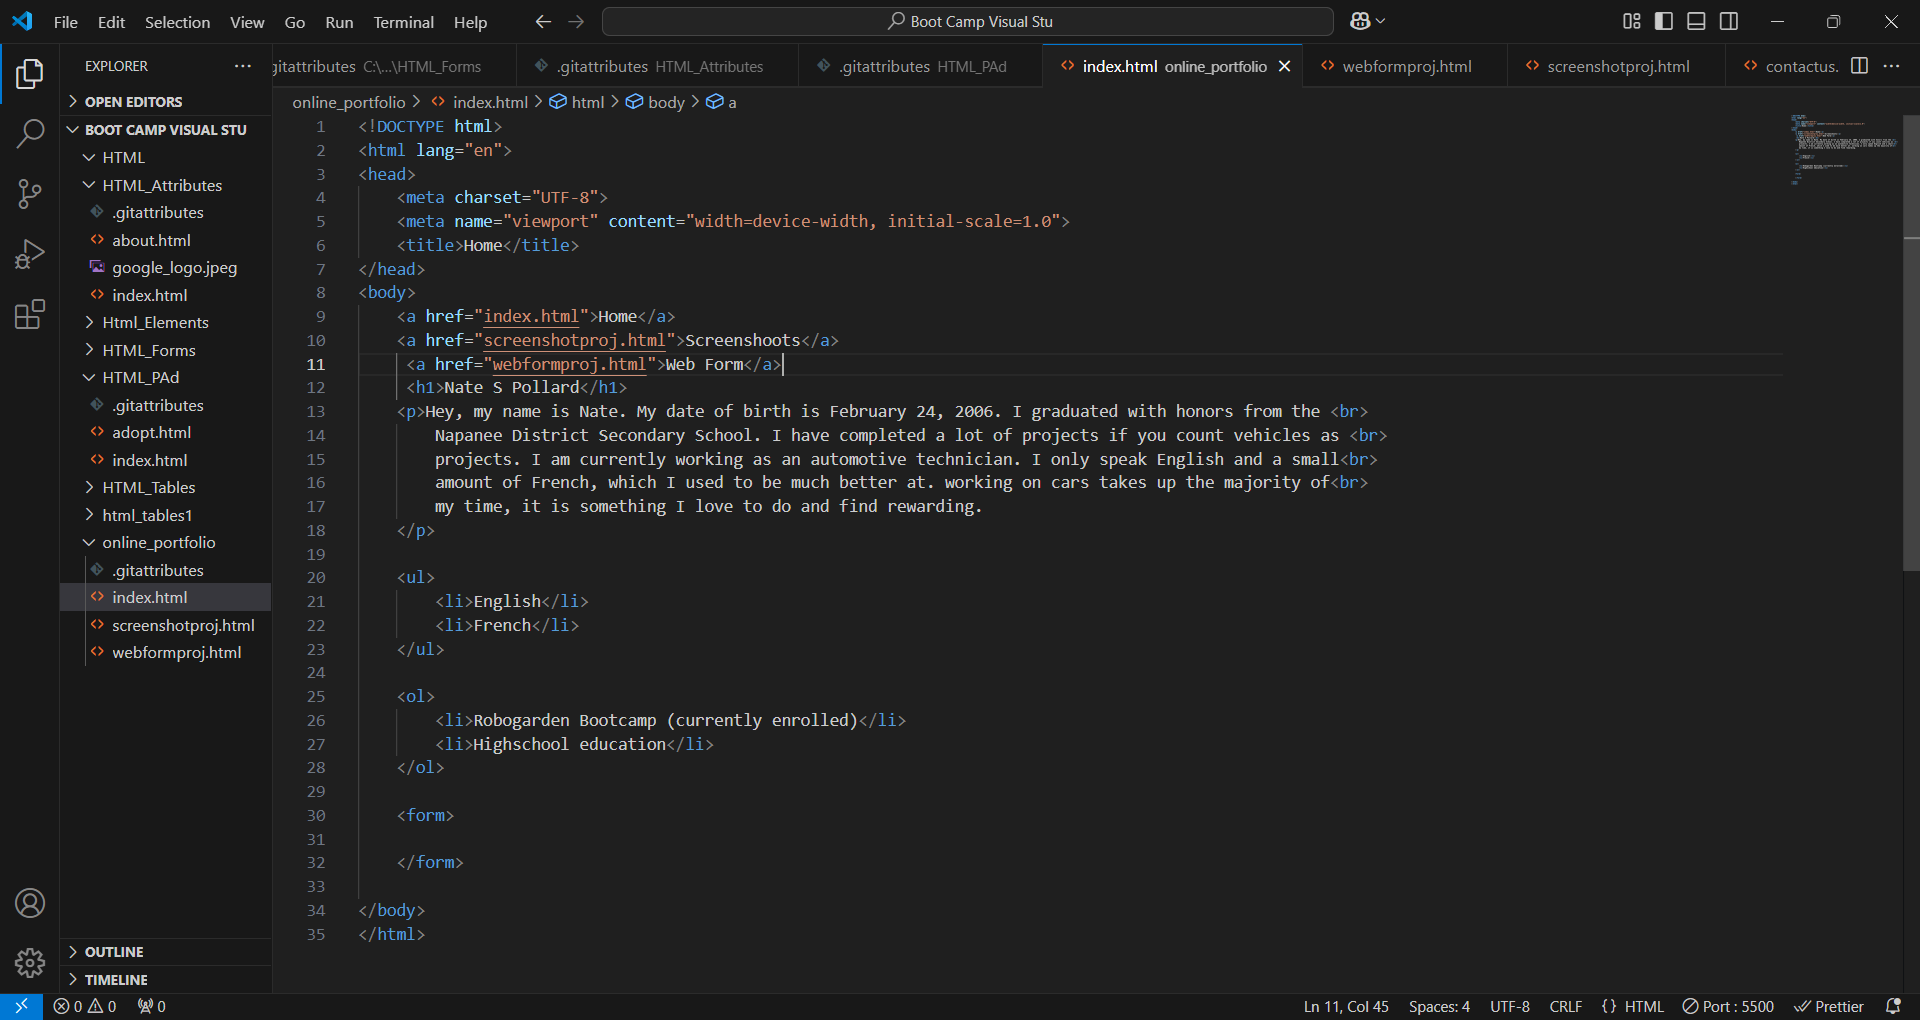 File Edit Selection View Go Run Terminal Help
Boot Camp Visual Stu
EXPLORER
gitattributes C:\...\HTML_Forms
.gitattributes HTML_Attributes
.gitattributes HTML_PAd
index.html online_portfolio
webformproj.html
screenshotproj.html
contactus.
OPEN EDITORS
BOOT CAMP VISUAL STU
HTML
HTML_Attributes
.gitattributes
about.html
google_logo.jpeg
index.html
Html_Elements
HTML_Forms
HTML_PAd
.gitattributes
adopt.html
index.html
HTML_Tables
html_tables1
online_portfolio
.gitattributes
index.html
screenshotproj.html
webformproj.html
OUTLINE
TIMELINE
online_portfolio > index.html > html > body > a
1 <!DOCTYPE html>
2 <html lang="en">
3 <head>
4 <meta charset="UTF-8">
5 <meta name="viewport" content="width=device-width, initial-scale=1.0">
6 <title>Home</title>
7 </head>
8 <body>
9 <a href="index.html">Home</a>
10 <a href="screenshotproj.html">Screenshoots</a>
11 <a href="webformproj.html">Web Form</a>
12 <h1>Nate S Pollard</h1>
13 <p>Hey, my name is Nate. My date of birth is February 24, 2006. I graduated with honors from the <br>
14 Napanee District Secondary School. I have completed a lot of projects if you count vehicles as <br>
15 projects. I am currently working as an automotive technician. I only speak English and a small<br>
16 amount of French, which I used to be much better at. working on cars takes up the majority of<br>
17 my time, it is something I love to do and find rewarding.
18 </p>
19
20 <ul>
21 <li>English</li>
22 <li>French</li>
23 </ul>
24
25 <ol>
26 <li>Robogarden Bootcamp (currently enrolled)</li>
27 <li>Highschool education</li>
28 </ol>
29
30 <form>
31
32 </form>
33
34 </body>
35 </html>
0 0 0
Ln 11, Col 45 Spaces: 4 UTF-8 CRLF {} HTML Port : 5500 Prettier